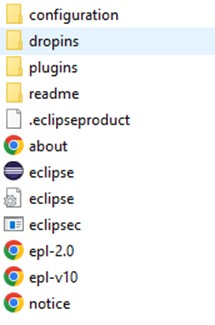 configuration
dropins
plugins
readme
.eclipseproduct
about
eclipse
eclipse
eclipsec
epl-2.0
epl-v10
notice